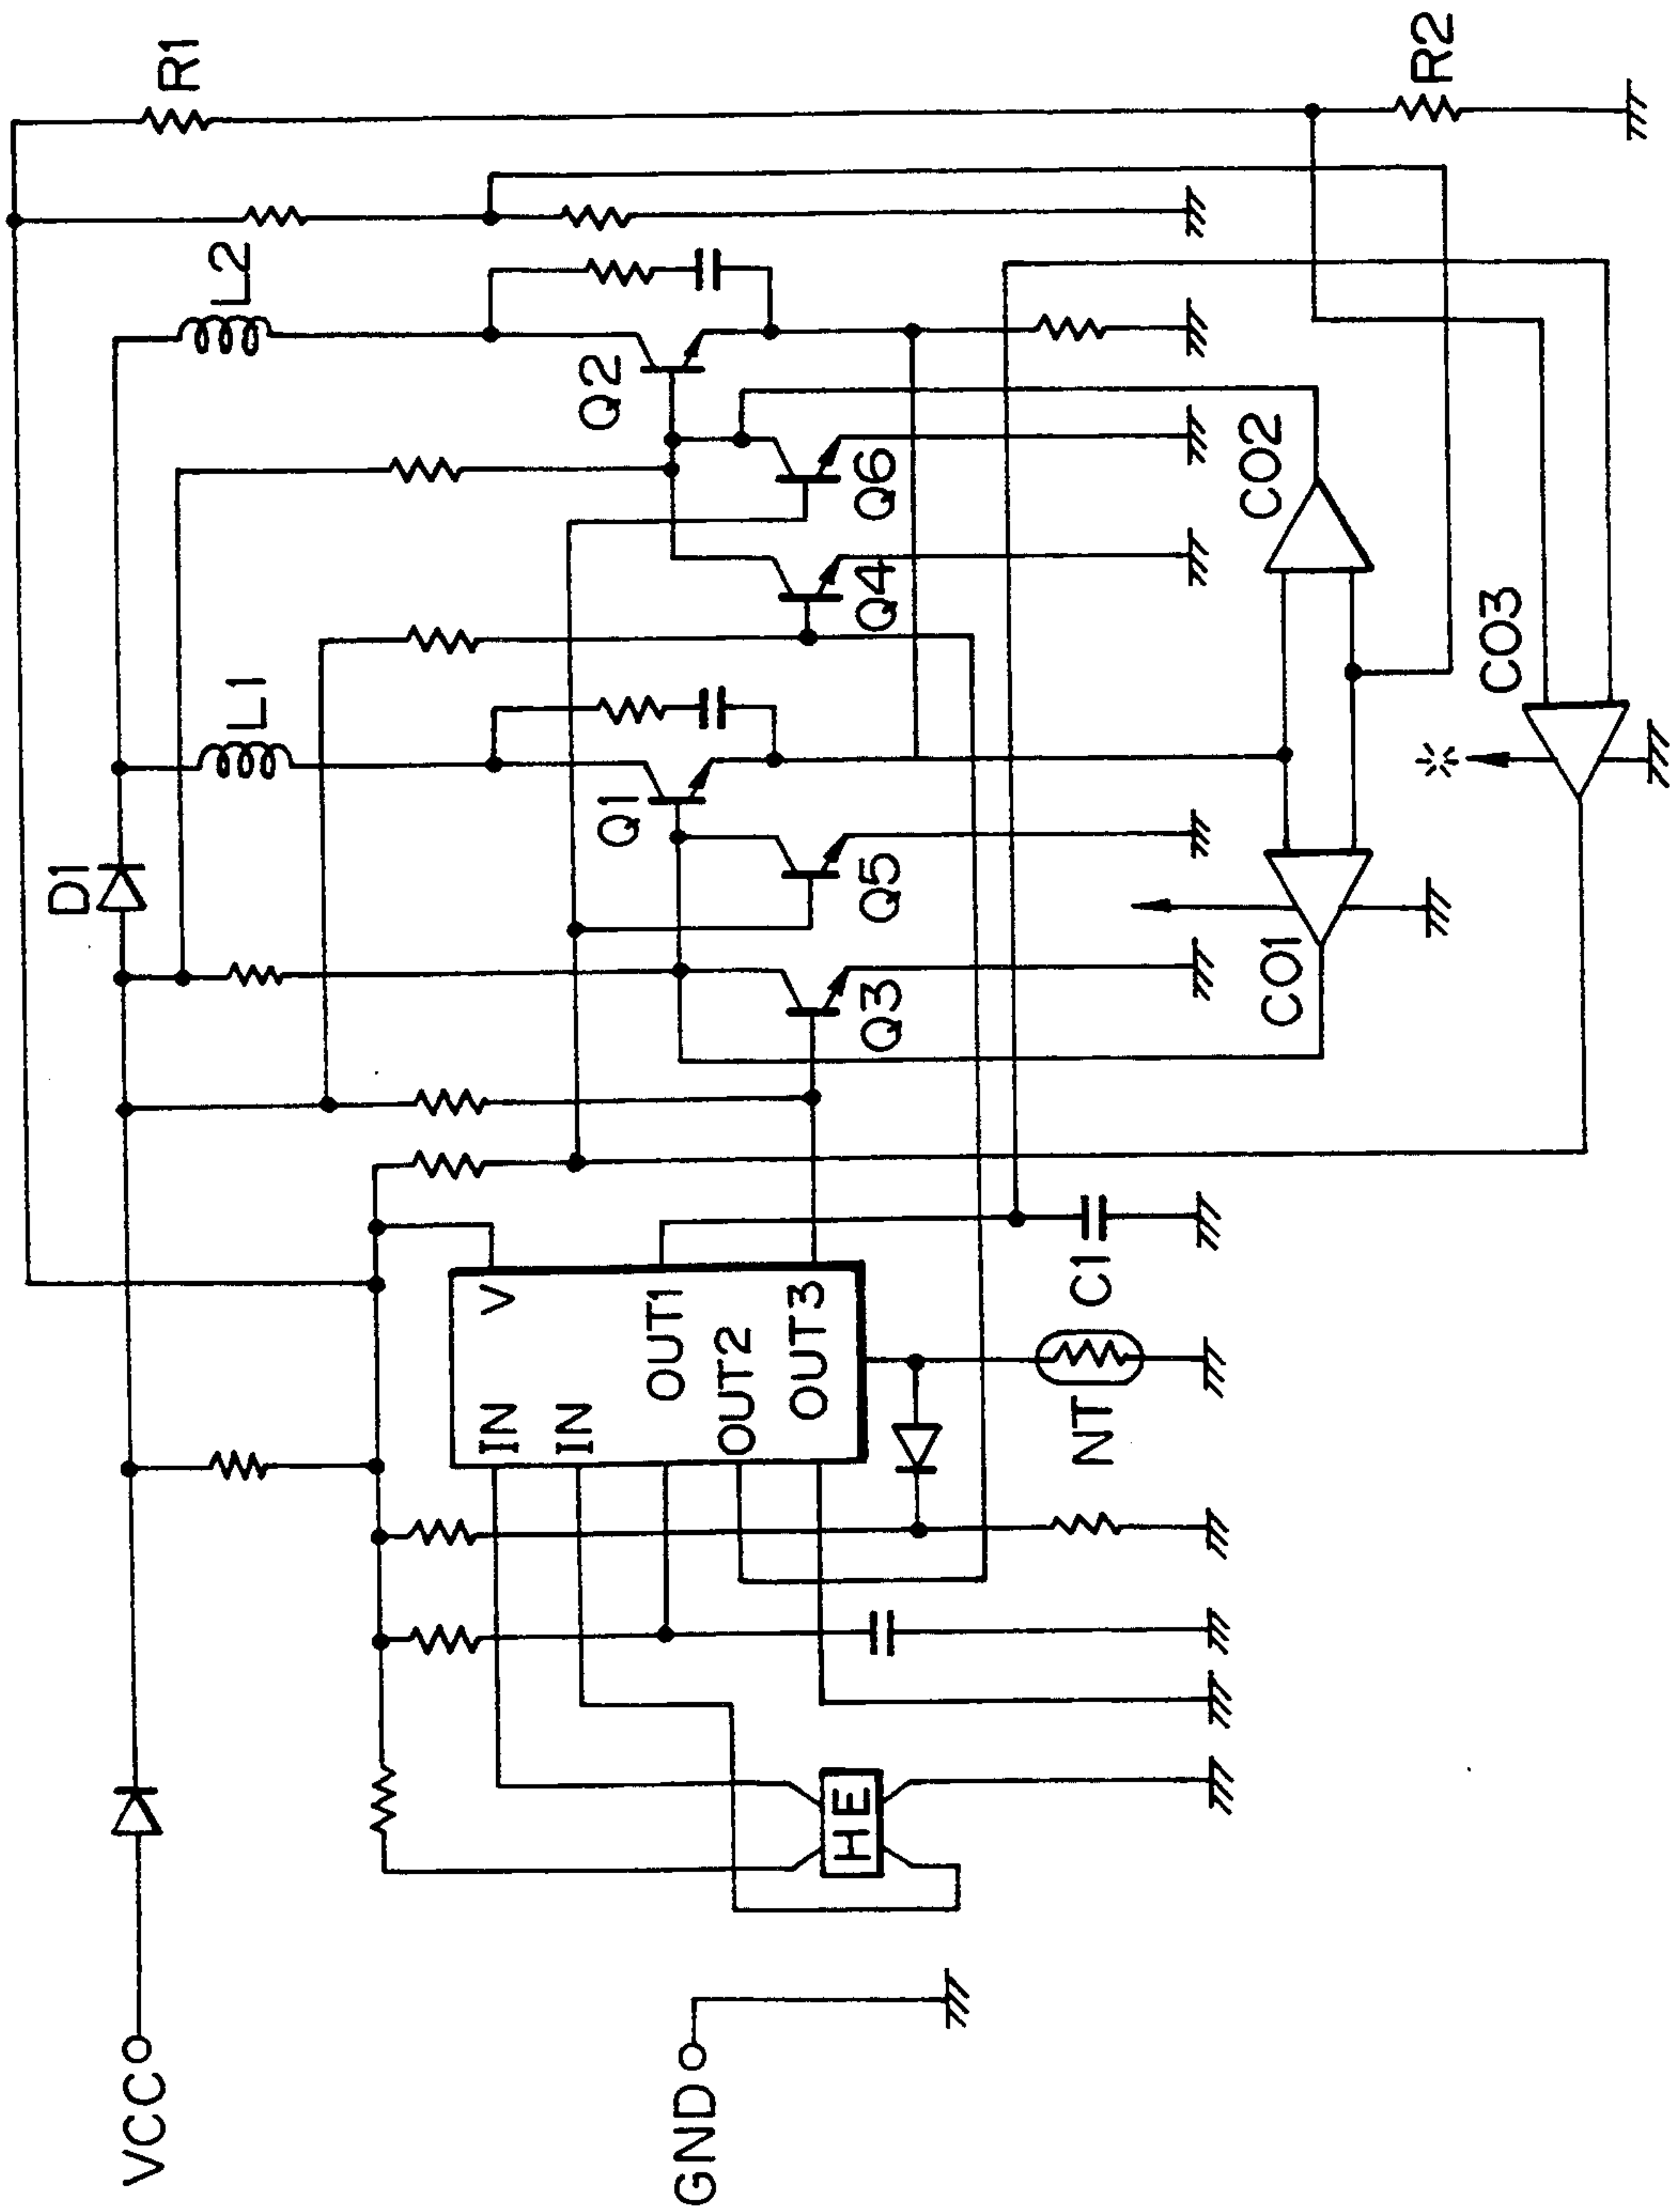 R1
R2
L2
Q2
Q6
CO2
Q4
CO3
L1
Q1
D1
Q5
CO1
Q3
V
OUT1
OUT2
OUT3
IN
IN
C1
NT
HE
VCC
GND